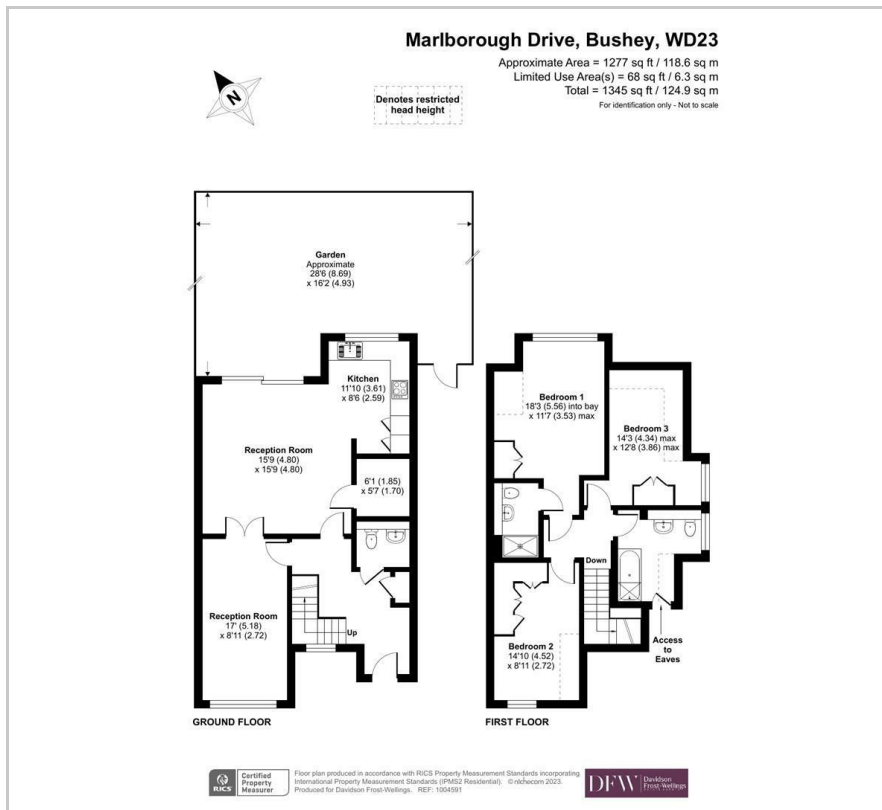 Marlborough Drive, Bushey, WD23
Approximate Area = 1277 sq ft / 118.6 sq m
Limited Use Area(s) = 68 sq ft / 6.3 sq m
Total = 1345 sq ft / 124.9 sq m
For identification only - Not to scale
N
Denotes restricted
head height
Garden
Approximate
28'6 (8.69)
x 16'2 (4.93)
Kitchen
11'10 (3.61)
x 8'6 (2.59)
Reception Room
15'9 (4.80)
x 15'9 (4.80)
6'1 (1.85)
x 5'7 (1.70)
Reception Room
17' (5.18)
x 8'11 (2.72)
Up
GROUND FLOOR
Bedroom 1
18'3 (5.56) into bay
x 11'7 (3.53) max
Bedroom 3
14'3 (4.34) max
x 12'8 (3.86) max
Down
Bedroom 2
14'10 (4.52)
x 8'11 (2.72)
Access
to
Eaves
FIRST FLOOR
RICS
Certified
Property
Measurer
Floor plan produced in accordance with RICS Property Measurement Standards incorporating
International Property Measurement Standards (IPMS2 Residential). © nichecom 2023.
Produced for Davidson Frost-Wellings. REF: 1004591
DFW
Davidson
Frost-Wellings